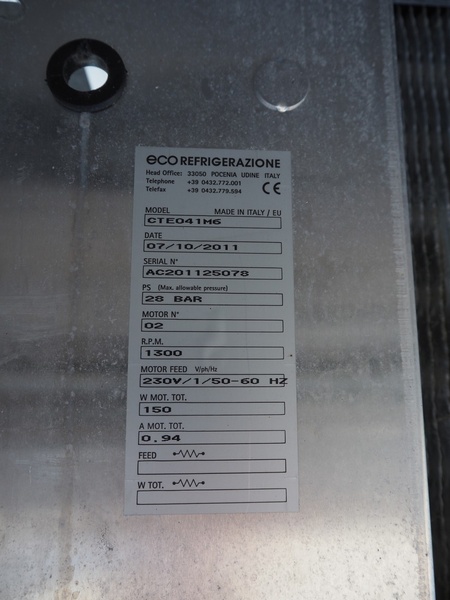 eco REFRIGERAZIONE
Head Office: 33050 POCENIA UDINE ITALY
Telephone +39 0432.772.001
Telefax +39 0432.779.594
CE
MODEL MADE IN ITALY / EU
CTE041M6
DATE
07/10/2011
SERIAL N°
AC201125078
PS (Max. allowable pressure)
28 BAR
MOTOR N°
02
R.P.M.
1300
MOTOR FEED V/ph/Hz
230V/1/50-60 HZ
W MOT. TOT.
150
A MOT. TOT.
0.94
FEED
W TOT.